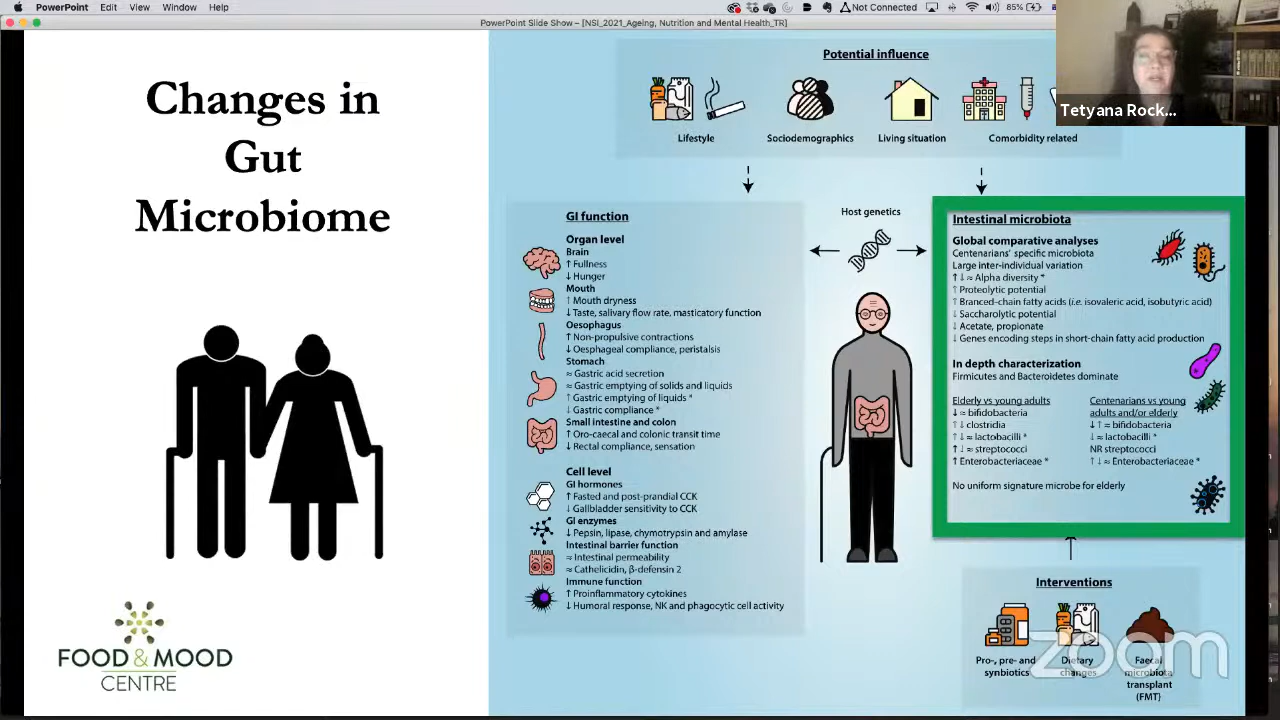 PowerPoint File Edit View Window Help
Not Connected
85%
PowerPoint Slide Show - [NSI_2021_Ageing, Nutrition and Mental Health_TR]
Tetyana Rock...
Changes in
Gut
Microbiome
FOOD & MOOD
CENTRE
Potential influence
Lifestyle
Sociodemographics
Living situation
Comorbidity related
GI function
Organ level
Brain
↑ Fullness
↓ Hunger
Mouth
↑ Mouth dryness
↓ Taste, salivary flow rate, masticatory function
Oesophagus
↑ Non-propulsive contractions
↓ Oesphageal compliance, peristalsis
Stomach
≈ Gastric acid secretion
≈ Gastric emptying of solids and liquids
↑ Gastric emptying of liquids *
↓ Gastric compliance *
Small intestine and colon
↑ Oro-caecal and colonic transit time
↓ Rectal compliance, sensation
Cell level
GI hormones
↑ Fasted and post-prandial CCK
↓ Gallbladder sensitivity to CCK
GI enzymes
↓ Pepsin, lipase, chymotrypsin and amylase
Intestinal barrier function
≈ Intestinal permeability
≈ Cathelicidin, β-defensin 2
Immune function
↑ Proinflammatory cytokines
↓ Humoral response, NK and phagocytic cell activity
Host genetics
Intestinal microbiota
Global comparative analyses
Centenarians' specific microbiota
Large inter-individual variation
↑ ↓ ≈ Alpha diversity *
↑ Proteolytic potential
↑ Branced-chain fatty acids (i.e. isovaleric acid, isobutyric acid)
↓ Saccharolytic potential
↓ Acetate, propionate
↓ Genes encoding steps in short-chain fatty acid production
In depth characterization
Firmicutes and Bacteroidetes dominate
Elderly vs young adults
↓ ≈ bifidobacteria
↑ ↓ clostridia
↑ ↓ ≈ lactobacilli *
↑ ↓ ≈ streptococci
↑ Enterobacteriaceae *
Centenarians vs young
adults and/or elderly
↓ ↑ ≈ bifidobacteria
↓ ≈ lactobacilli *
NR streptococci
↑ ↓ ≈ Enterobacteriaceae *
No uniform signature microbe for elderly
Interventions
Pro-, pre- and
synbiotics
Dietary
changes
Faecal
microbiota
transplant
(FMT)
zoom